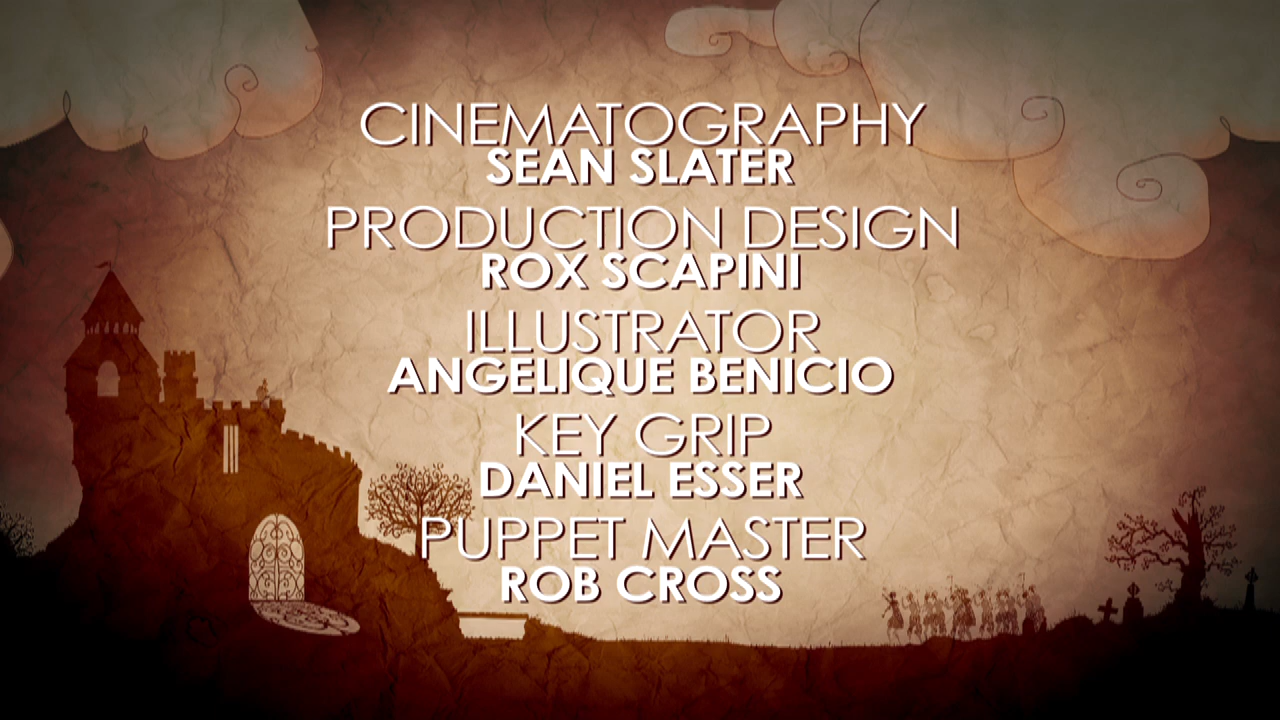 CINEMATOGRAPHY
SEAN SLATER
PRODUCTION DESIGN
ROX SCAPINI
ILLUSTRATOR
ANGELIQUE BENICIO
KEY GRIP
DANIEL ESSER
PUPPET MASTER
ROB CROSS